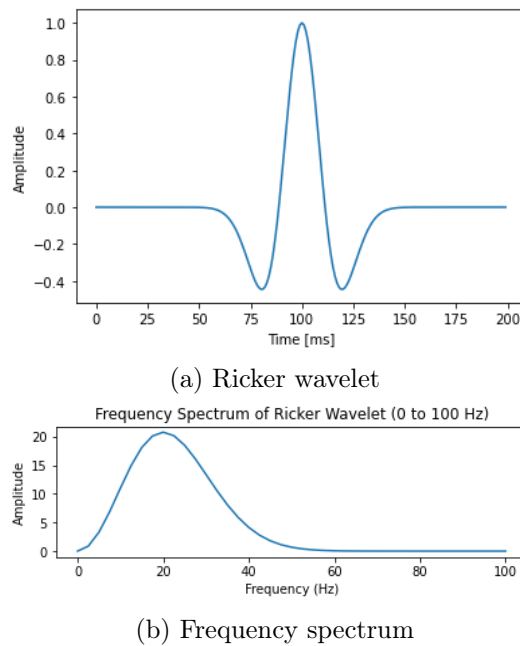 1.0
0.8
0.6
0.4
0.2
0.0
−0.2
−0.4
Amplitude
0 25 50 75 100 125 150 175 200
Time [ms]
(a) Ricker wavelet
Frequency Spectrum of Ricker Wavelet (0 to 100 Hz)
20
15
10
5
0
Amplitude
0 20 40 60 80 100
Frequency (Hz)
(b) Frequency spectrum